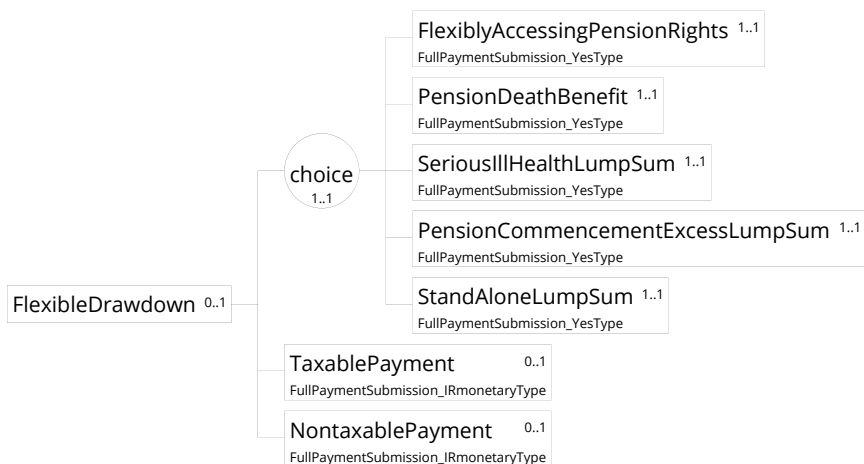 FlexiblyAccessingPensionRights 1..1
FullPaymentSubmission_YesType
PensionDeathBenefit 1..1
FullPaymentSubmission_YesType
SeriousIllHealthLumpSum 1..1
FullPaymentSubmission_YesType
choice
1..1
PensionCommencementExcessLumpSum 1..1
FullPaymentSubmission_YesType
StandAloneLumpSum 1..1
FullPaymentSubmission_YesType
FlexibleDrawdown 0..1
TaxablePayment 0..1
FullPaymentSubmission_IRmonetaryType
NontaxablePayment 0..1
FullPaymentSubmission_IRmonetaryType